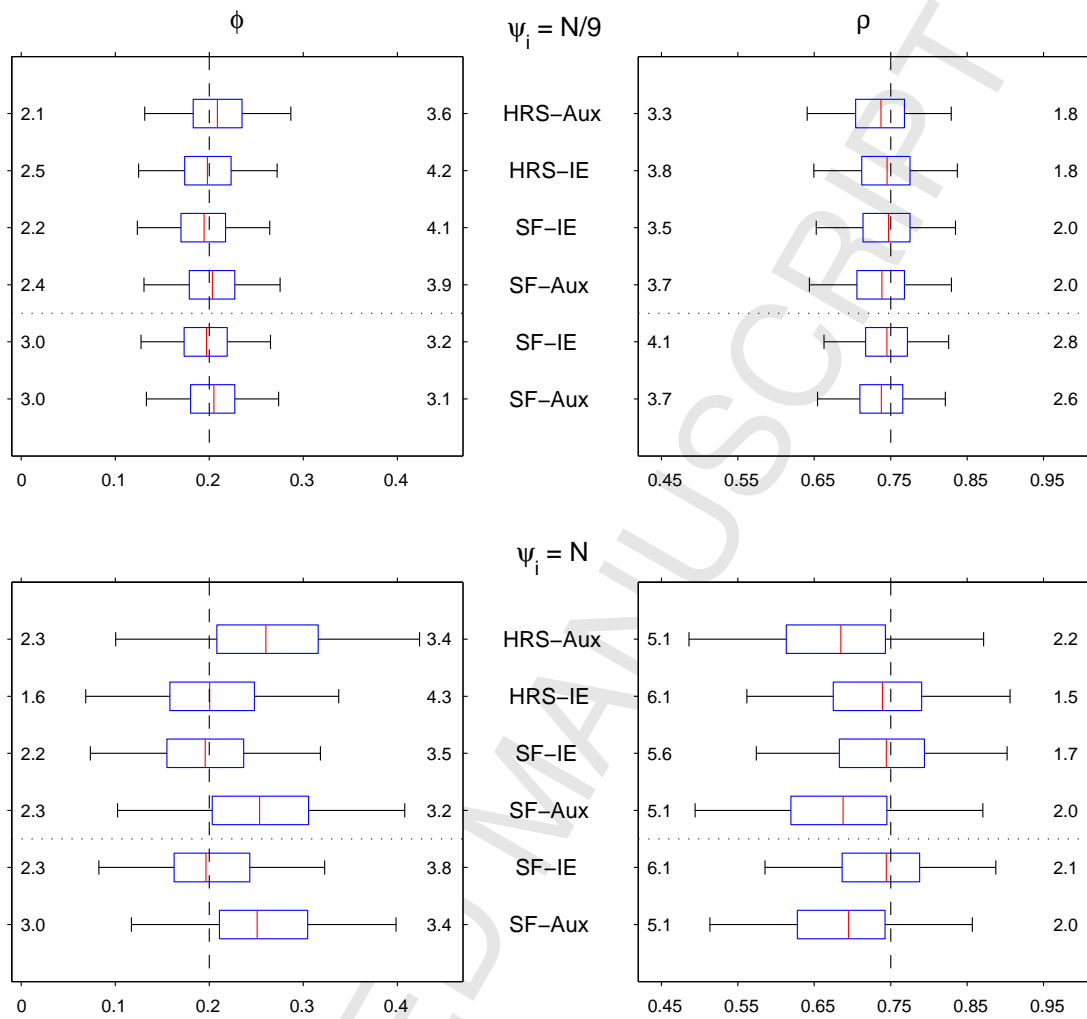 ϕ ψi = N/9 ρ
2.1 3.6 HRS−Aux 3.3 1.8
2.5 4.2 HRS−IE 3.8 1.8
2.2 4.1 SF−IE 3.5 2.0
2.4 3.9 SF−Aux 3.7 2.0
3.0 3.2 SF−IE 4.1 2.8
3.0 3.1 SF−Aux 3.7 2.6
0 0.1 0.2 0.3 0.4 0.45 0.55 0.65 0.75 0.85 0.95
ψi = N
2.3 3.4 HRS−Aux 5.1 2.2
1.6 4.3 HRS−IE 6.1 1.5
2.2 3.5 SF−IE 5.6 1.7
2.3 3.2 SF−Aux 5.1 2.0
2.3 3.8 SF−IE 6.1 2.1
3.0 3.4 SF−Aux 5.1 2.0
0 0.1 0.2 0.3 0.4 0.45 0.55 0.65 0.75 0.85 0.95
D MANUSCRIPT